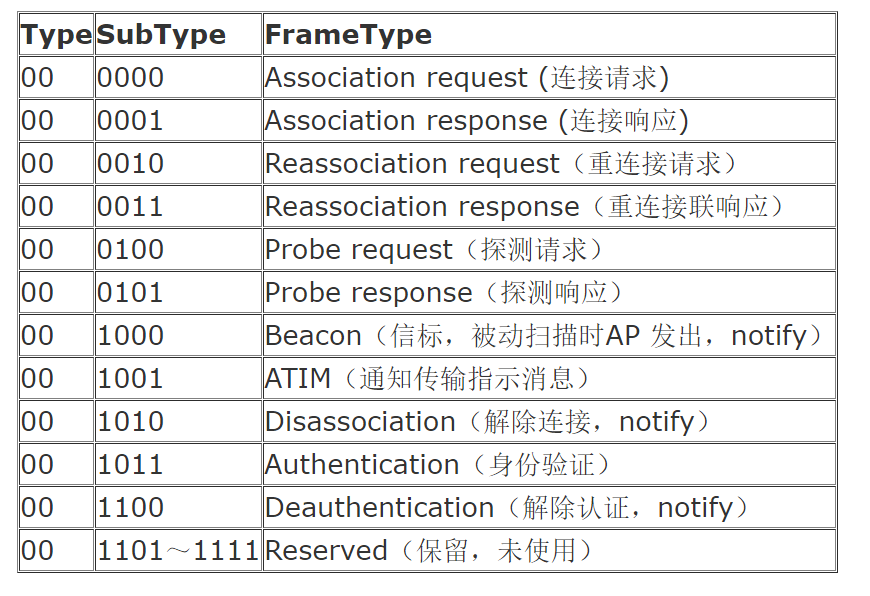 Type SubType FrameType
00 0000 Association request (连接请求)
00 0001 Association response (连接响应)
00 0010 Reassociation request（重连接请求）
00 0011 Reassociation response（重连接联响应）
00 0100 Probe request（探测请求）
00 0101 Probe response（探测响应）
00 1000 Beacon（信标，被动扫描时AP 发出，notify）
00 1001 ATIM（通知传输指示消息）
00 1010 Disassociation（解除连接，notify）
00 1011 Authentication（身份验证）
00 1100 Deauthentication（解除认证，notify）
00 1101～1111 Reserved（保留，未使用）